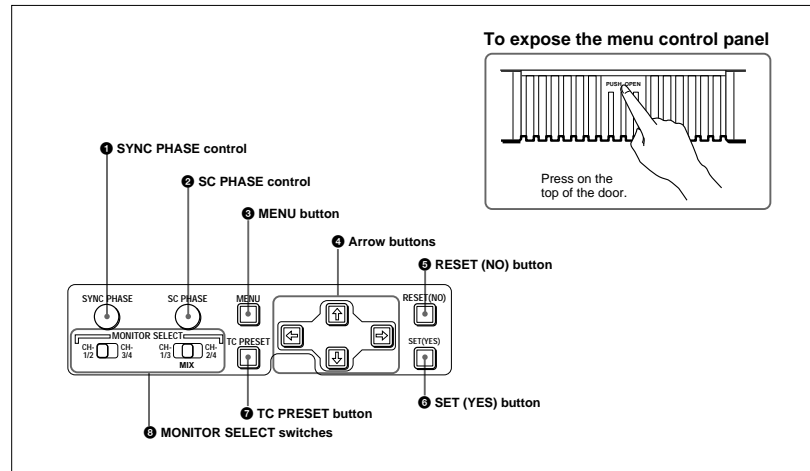 To expose the menu control panel
PUSH OPEN
Press on the
top of the door.
❶ SYNC PHASE control
❷ SC PHASE control
❸ MENU button
❹ Arrow buttons
❺ RESET (NO) button
SYNC PHASE
SC PHASE
MENU
RESET(NO)
MONITOR SELECT
CH-1/2
CH-3/4
CH-1/3
CH-2/4
MIX
TC PRESET
SET(YES)
❻ SET (YES) button
❼ TC PRESET button
❽ MONITOR SELECT switches